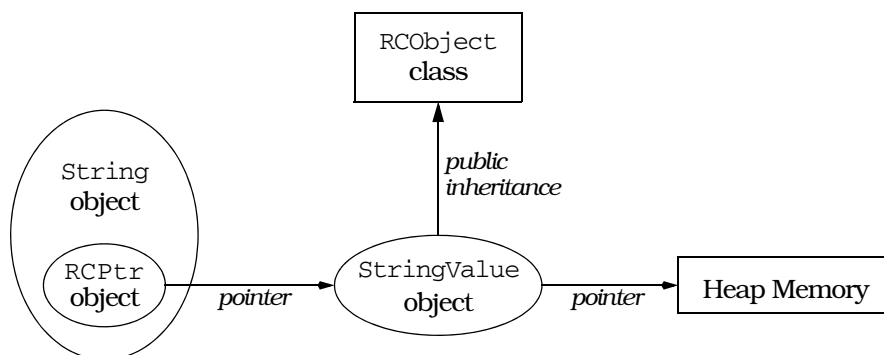 RCObject
class
public
inheritance
String
object
RCPtr
object
pointer
StringValue
object
pointer
Heap Memory